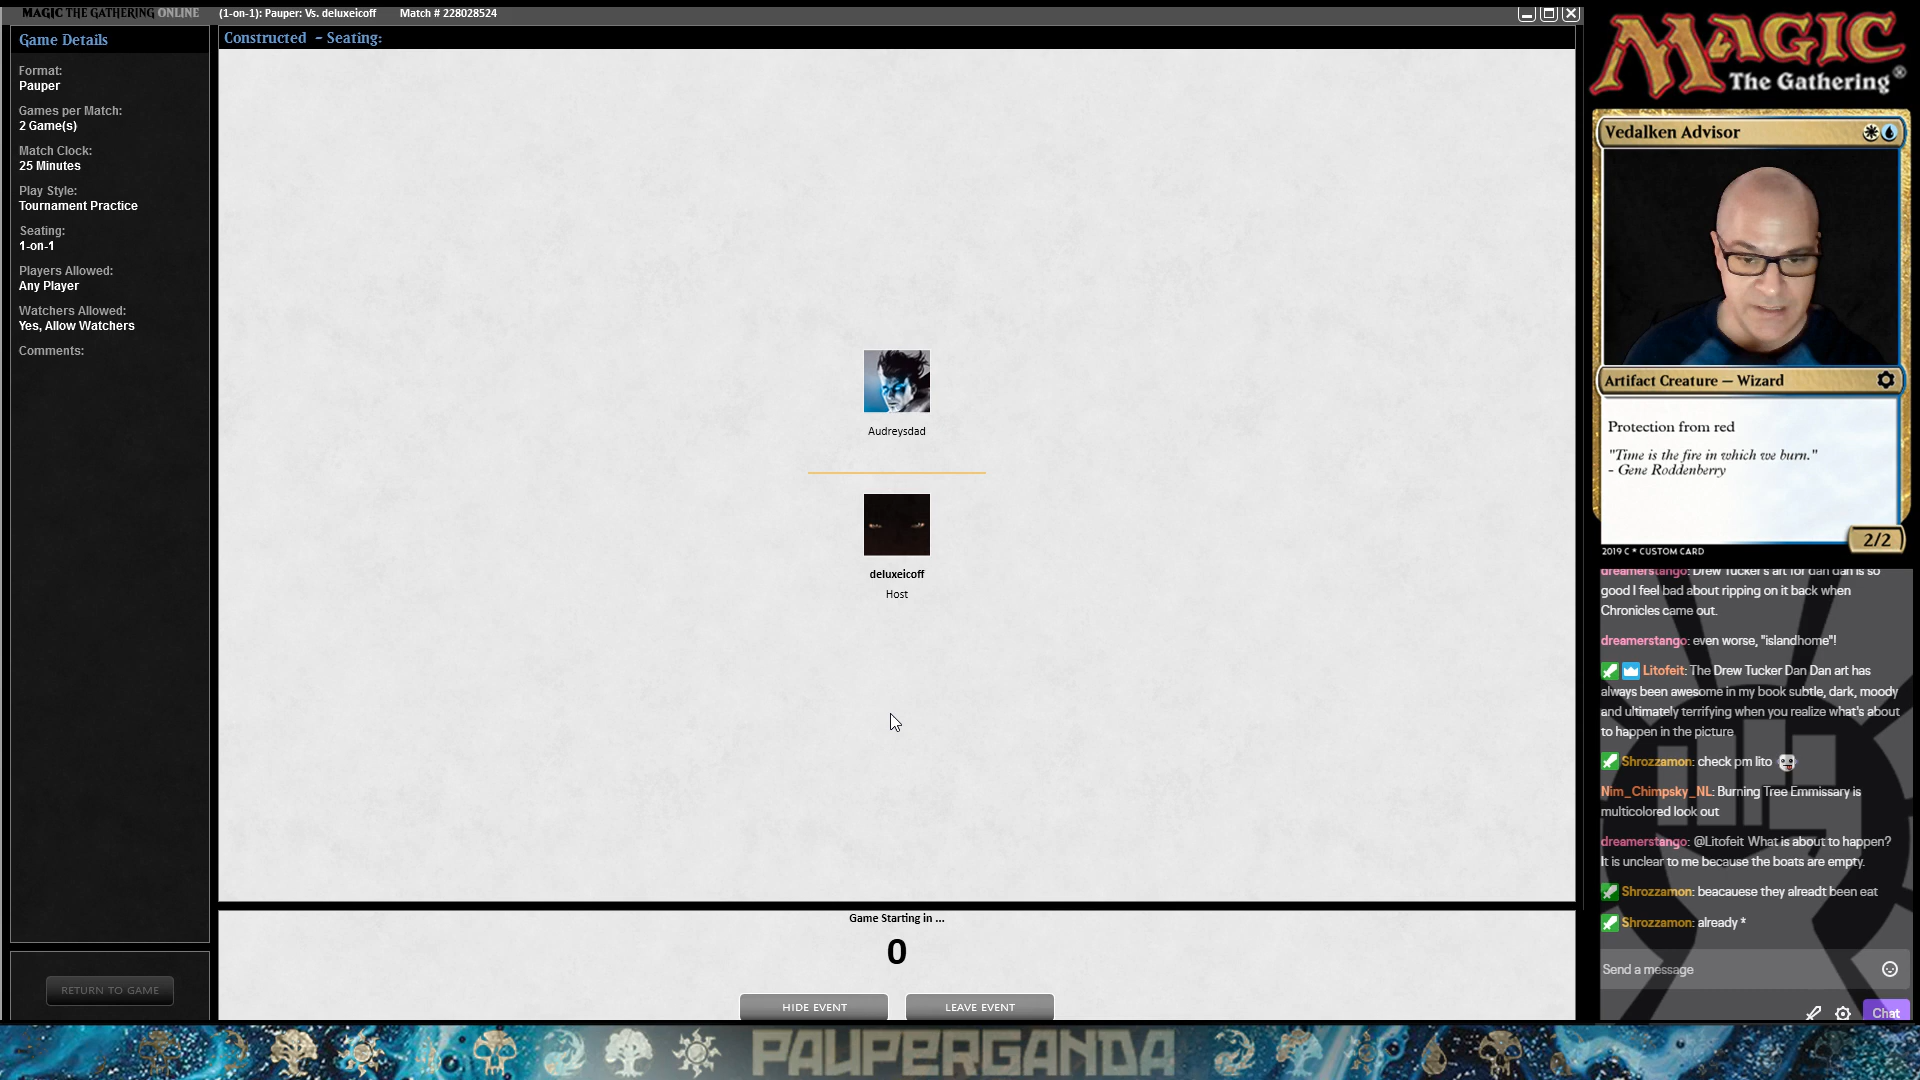 MAGIC THE GATHERING ONLINE
(1-on-1): Pauper: Vs. deluxeicoff
Match # 228028524
Game Details
Format:
Pauper
Games per Match:
2 Game(s)
Match Clock:
25 Minutes
Play Style:
Tournament Practice
Seating:
1-on-1
Players Allowed:
Any Player
Watchers Allowed:
Yes, Allow Watchers
Comments:
RETURN TO GAME
Constructed - Seating:
Audreysdad
deluxeicoff
Host
Game Starting in ...
0
HIDE EVENT
LEAVE EVENT
MAGIC
The Gathering®
Vedalken Advisor
Artifact Creature — Wizard
Protection from red
"Time is the fire in which we burn."
- Gene Roddenberry
2/2
2019 C * CUSTOM CARD
dreamerstango: Drew Tucker's art for dan dan is so
good I feel bad about ripping on it back when
Chronicles came out.
dreamerstango: even worse, "islandhome"!
Litofeit: The Drew Tucker Dan Dan art has
always been awesome in my book subtle, dark, moody
and ultimately terrifying when you realize what's about
to happen in the picture
Shrozzamon: check pm lito
Nim_Chimpsky_NL: Burning Tree Emmissary is
multicolored look out
dreamerstango: @Litofeit What is about to happen?
It is unclear to me because the boats are empty.
Shrozzamon: beacauese they alreadt been eat
Shrozzamon: already *
Send a message
Chat
PAUPERGANDA